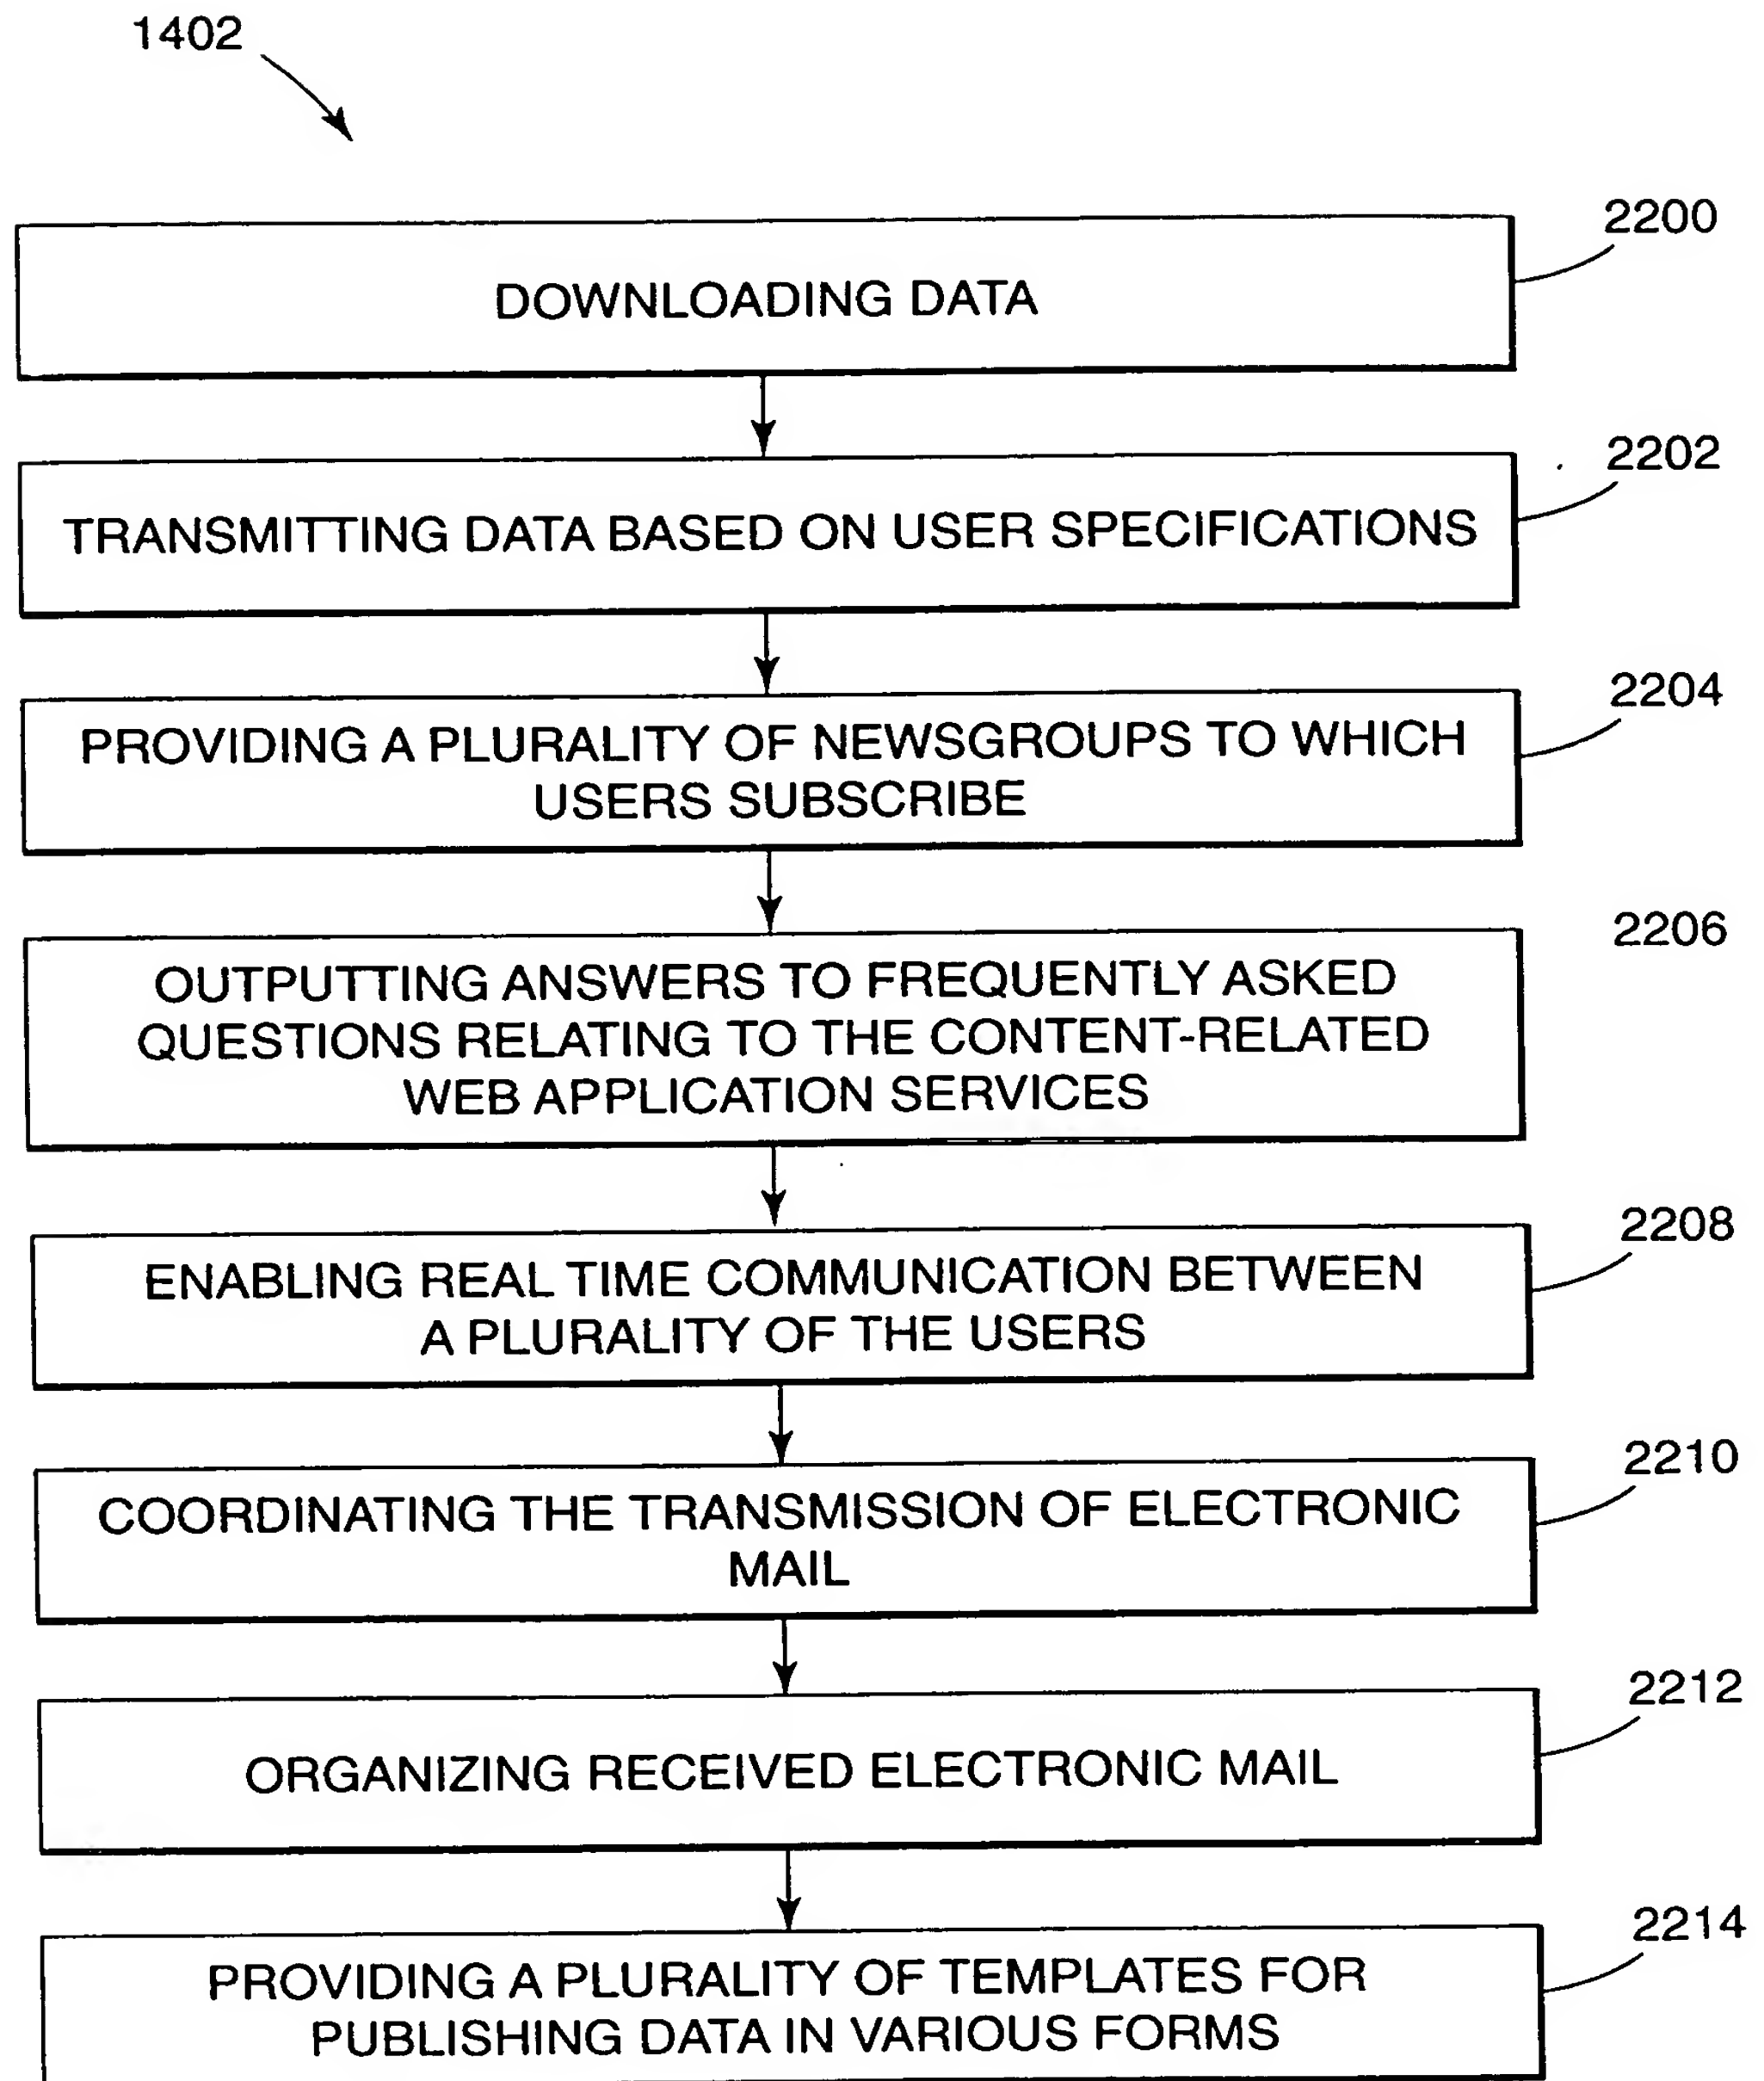 1402
2200
DOWNLOADING DATA
2202
TRANSMITTING DATA BASED ON USER SPECIFICATIONS
2204
PROVIDING A PLURALITY OF NEWSGROUPS TO WHICH
USERS SUBSCRIBE
2206
OUTPUTTING ANSWERS TO FREQUENTLY ASKED
QUESTIONS RELATING TO THE CONTENT-RELATED
WEB APPLICATION SERVICES
2208
ENABLING REAL TIME COMMUNICATION BETWEEN
A PLURALITY OF THE USERS
2210
COORDINATING THE TRANSMISSION OF ELECTRONIC
MAIL
2212
ORGANIZING RECEIVED ELECTRONIC MAIL
2214
PROVIDING A PLURALITY OF TEMPLATES FOR
PUBLISHING DATA IN VARIOUS FORMS